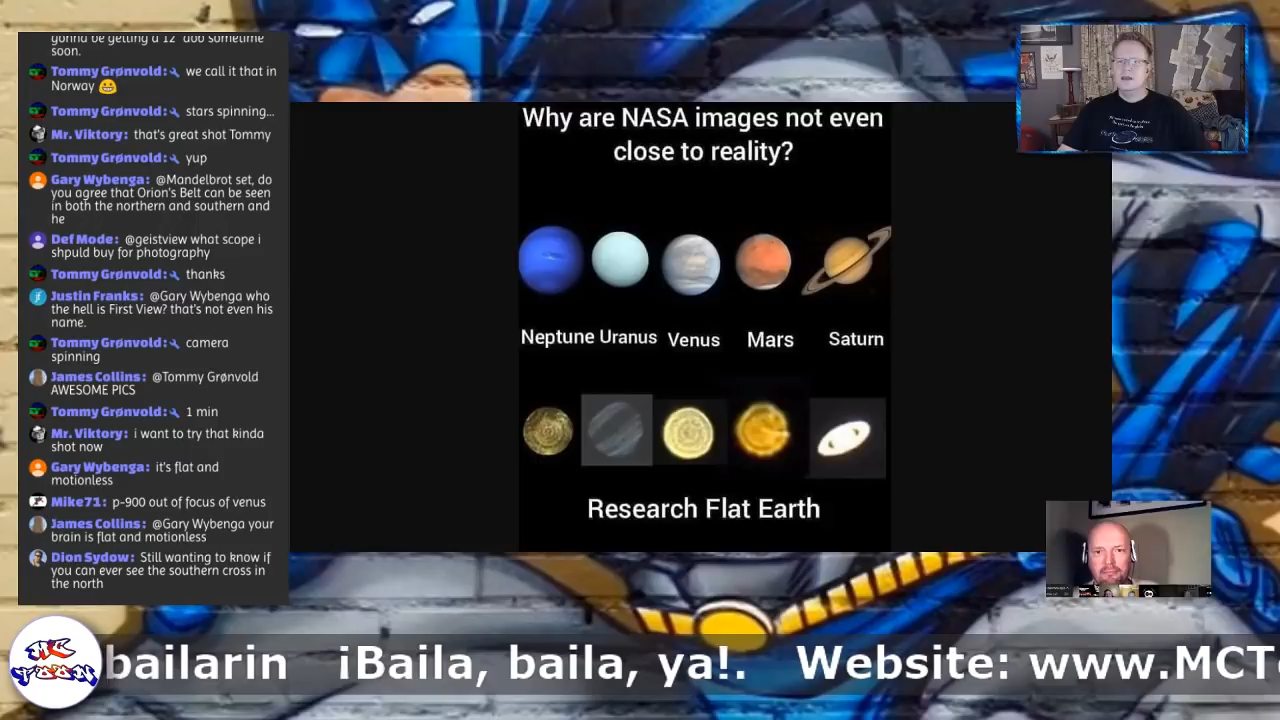 gonna be getting a 12" dob sometime
soon.
Tommy Grønvold: we call it that in
Norway
Tommy Grønvold: stars spinning...
Mr. Viktory: that's great shot Tommy
Tommy Grønvold: yup
Gary Wybenga: @Mandelbrot set, do
you agree that Orion's Belt can be seen
in both the northern and southern and
he
Def Mode: @geistview what scope i
shpuld buy for photography
Tommy Grønvold: thanks
Justin Franks: @Gary Wybenga who
the hell is First View? that's not even his
name.
Tommy Grønvold: camera
spinning
James Collins: @Tommy Grønvold
AWESOME PICS
Tommy Grønvold: 1 min
Mr. Viktory: i want to try that kinda
shot now
Gary Wybenga: it's flat and
motionless
Mike71: p-900 out of focus of venus
James Collins: @Gary Wybenga your
brain is flat and motionless
Dion Sydow: Still wanting to know if
you can ever see the southern cross in
the north
Why are NASA images not even
close to reality?
Neptune Uranus Venus Mars Saturn
Research Flat Earth
MC
TOON
bailarin ¡Baila, baila, ya!. Website: www.MCT